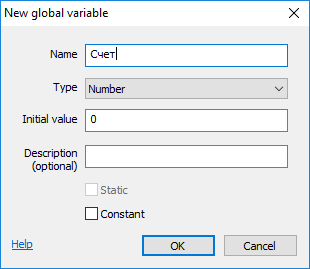 New global variable
Name Счет
Type Number
Initial value 0
Description
(optional)
Static
Constant
Help OK Cancel